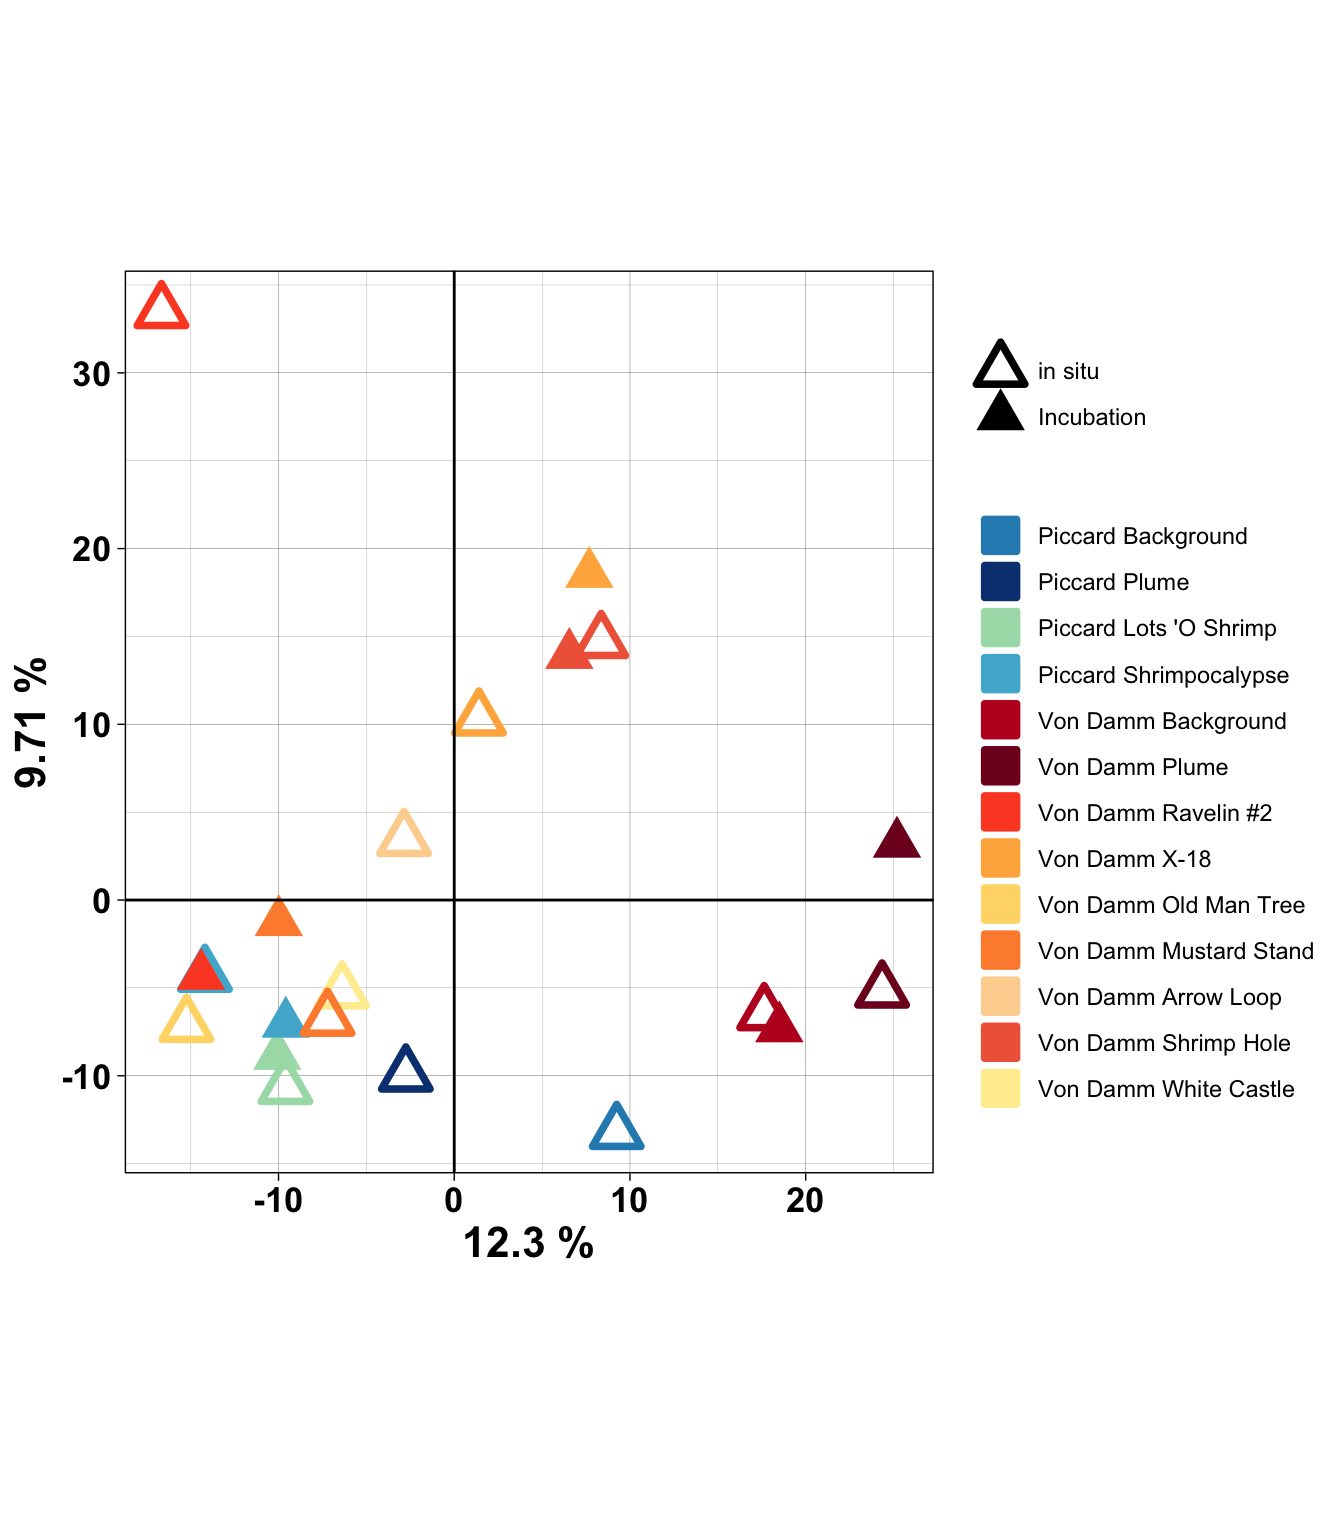 30
20
10
0
-10
-10
0
10
20
12.3 %
9.71 %
in situ
Incubation
Piccard Background
Piccard Plume
Piccard Lots 'O Shrimp
Piccard Shrimpocalypse
Von Damm Background
Von Damm Plume
Von Damm Ravelin #2
Von Damm X-18
Von Damm Old Man Tree
Von Damm Mustard Stand
Von Damm Arrow Loop
Von Damm Shrimp Hole
Von Damm White Castle